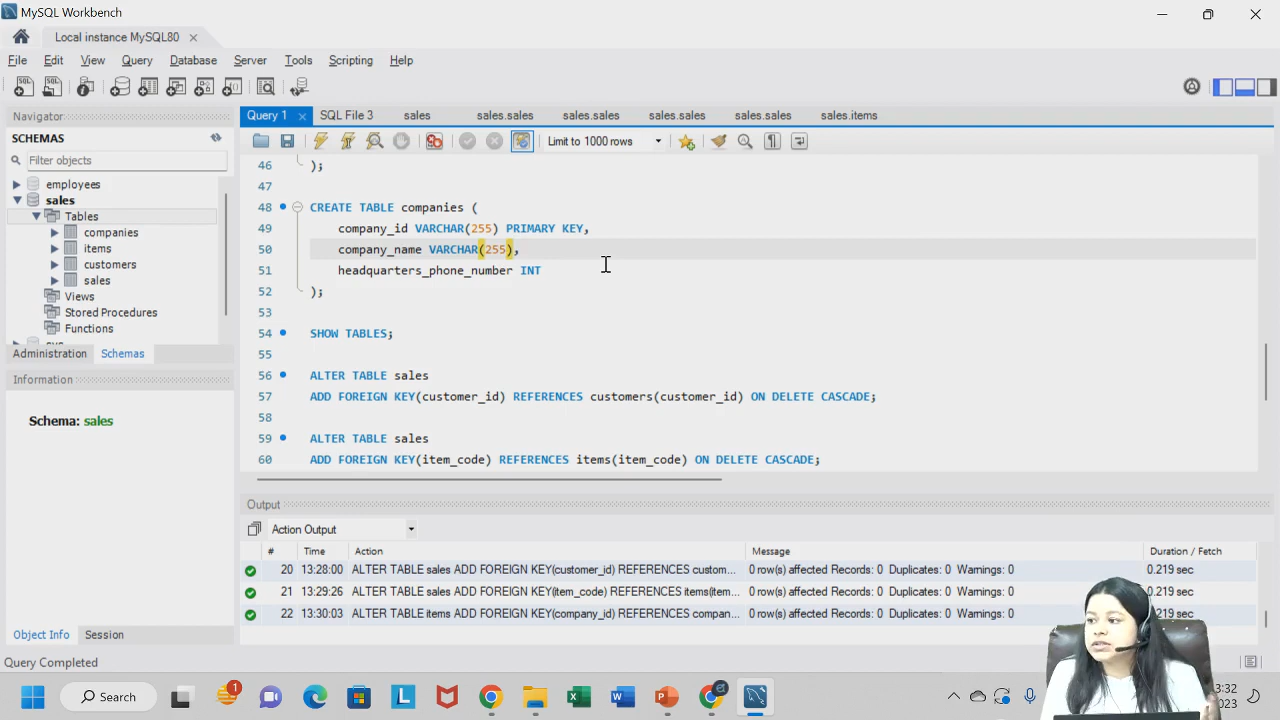 MySQL Workbench
Local instance MySQL80
File Edit View Query Database Server Tools Scripting Help
Navigator
SCHEMAS
Filter objects
employees
sales
Tables
companies
items
customers
sales
Views
Stored Procedures
Functions
Administration Schemas
Information
Schema: sales
Object Info Session
Query Completed
Query 1 SQL File 3 sales sales.sales sales.sales sales.sales sales.sales sales.items
Limit to 1000 rows
46 );
47
48 CREATE TABLE companies (
49 company_id VARCHAR(255) PRIMARY KEY,
50 company_name VARCHAR(255),
51 headquarters_phone_number INT
52 );
53
54 SHOW TABLES;
55
56 ALTER TABLE sales
57 ADD FOREIGN KEY(customer_id) REFERENCES customers(customer_id) ON DELETE CASCADE;
58
59 ALTER TABLE sales
60 ADD FOREIGN KEY(item_code) REFERENCES items(item_code) ON DELETE CASCADE;
Output
Action Output
# Time Action Message Duration / Fetch
20 13:28:00 ALTER TABLE sales ADD FOREIGN KEY(customer_id) REFERENCES custom... 0 row(s) affected Records: 0 Duplicates: 0 Warnings: 0 0.219 sec
21 13:29:26 ALTER TABLE sales ADD FOREIGN KEY(item_code) REFERENCES items(item... 0 row(s) affected Records: 0 Duplicates: 0 Warnings: 0 0.219 sec
22 13:30:03 ALTER TABLE items ADD FOREIGN KEY(company_id) REFERENCES compan... 0 row(s) affected Records: 0 Duplicates: 0 Warnings: 0 .219 sec
Search
1
3:32
2023